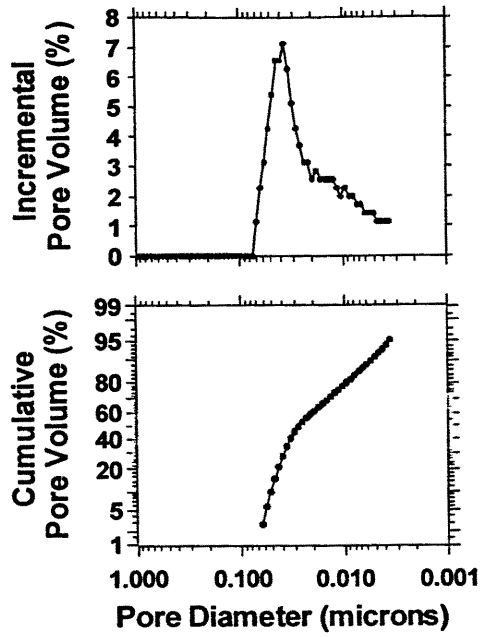 Incremental
Pore Volume (%)
8
7
6
5
4
3
2
1
0
Cumulative
Pore Volume (%)
99
95
80
60
40
20
5
1
1.000 0.100 0.010 0.001
Pore Diameter (microns)